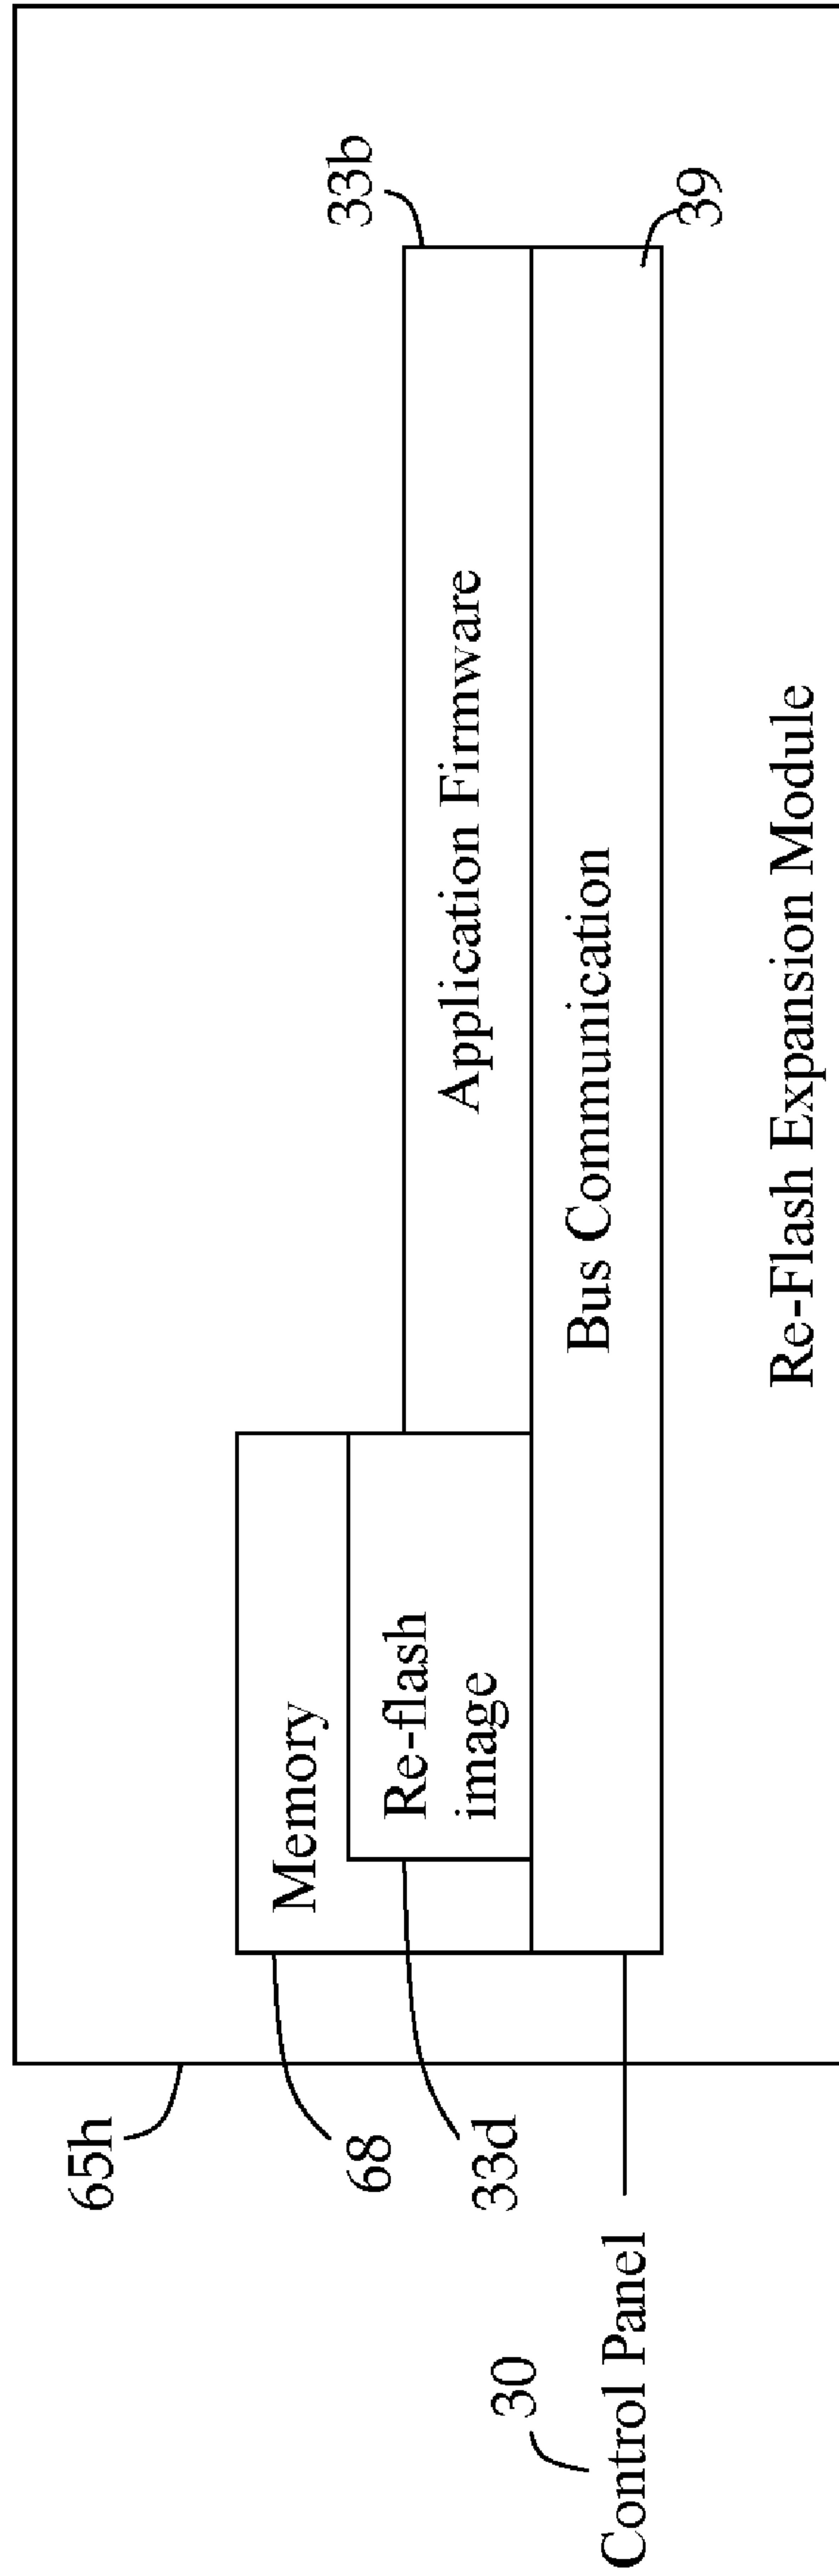 65h
68
33d
30
Control Panel
Memory
Re-flash
image
33b
Application Firmware
Bus Communication
39
Re-Flash Expansion Module